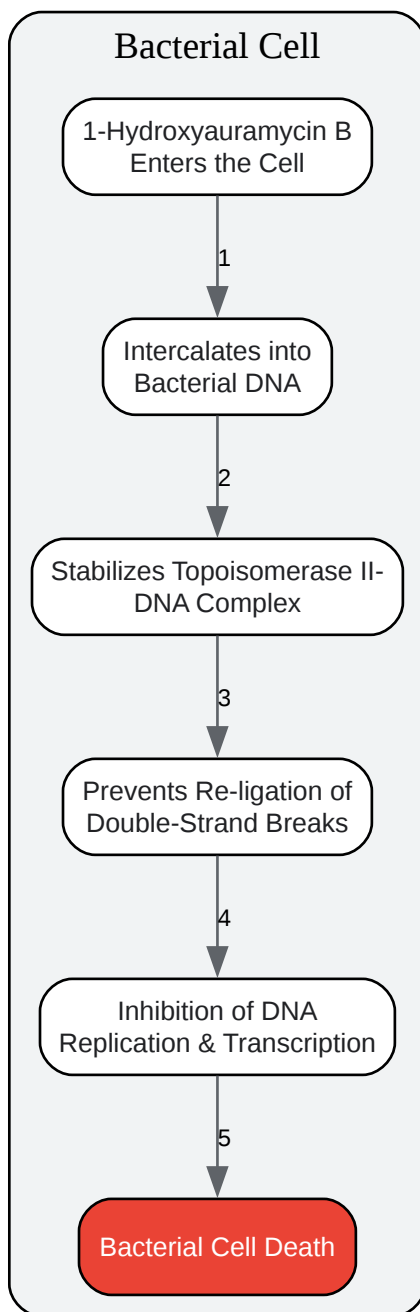 Bacterial Cell
1-Hydroxyauramycin B
Enters the Cell
1
Intercalates into
Bacterial DNA
2
Stabilizes Topoisomerase II-
DNA Complex
3
Prevents Re-ligation of
Double-Strand Breaks
4
Inhibition of DNA
Replication & Transcription
5
Bacterial Cell Death